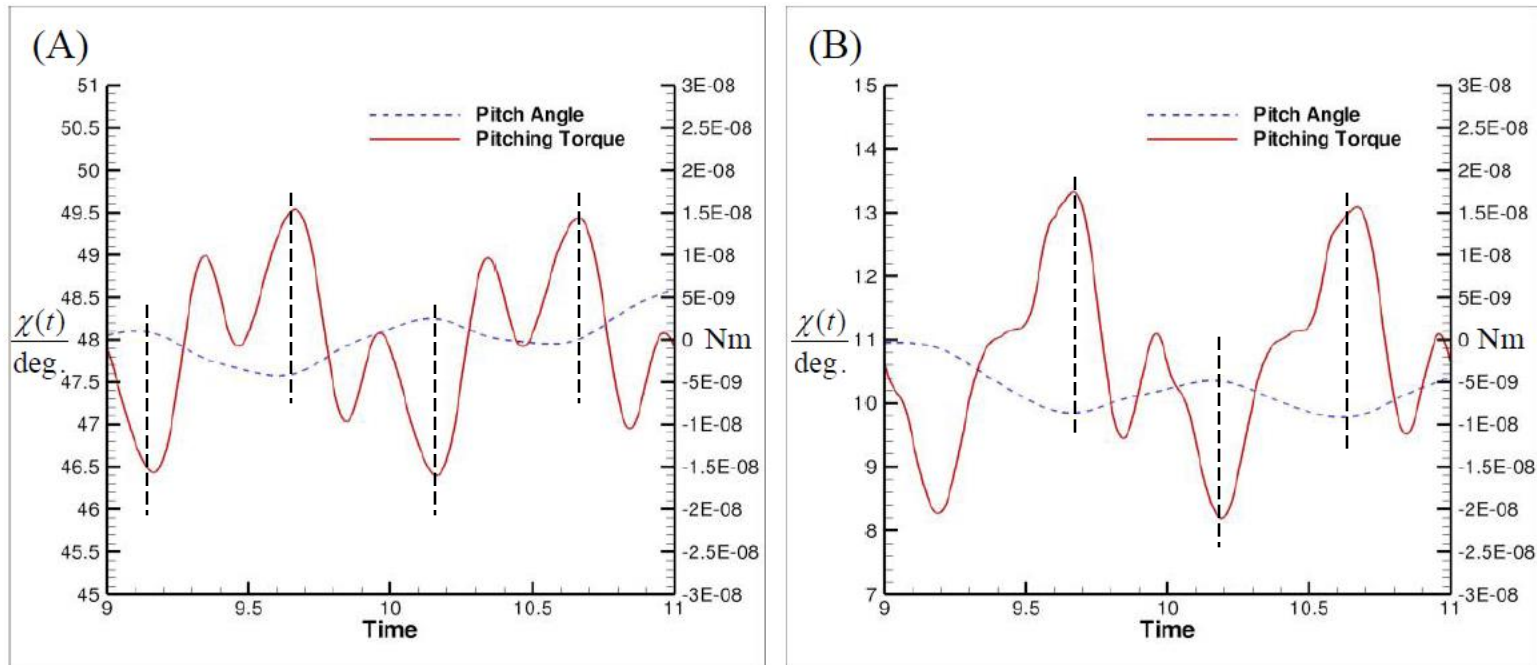 (A)
51
50.5
50
49.5
49
48.5
48
47.5
47
46.5
46
45.5
45
χ(t)
deg.
Pitch Angle
Pitching Torque
3E-08
2.5E-08
2E-08
1.5E-08
1E-08
5E-09
0 Nm
-5E-09
-1E-08
-1.5E-08
-2E-08
-2.5E-08
-3E-08
9
9.5
10
10.5
11
Time
(B)
15
14
13
12
11
10
9
8
7
χ(t)
deg.
Pitch Angle
Pitching Torque
3E-08
2.5E-08
2E-08
1.5E-08
1E-08
5E-09
0 Nm
-5E-09
-1E-08
-1.5E-08
-2E-08
-2.5E-08
-3E-08
9
9.5
10
10.5
11
Time